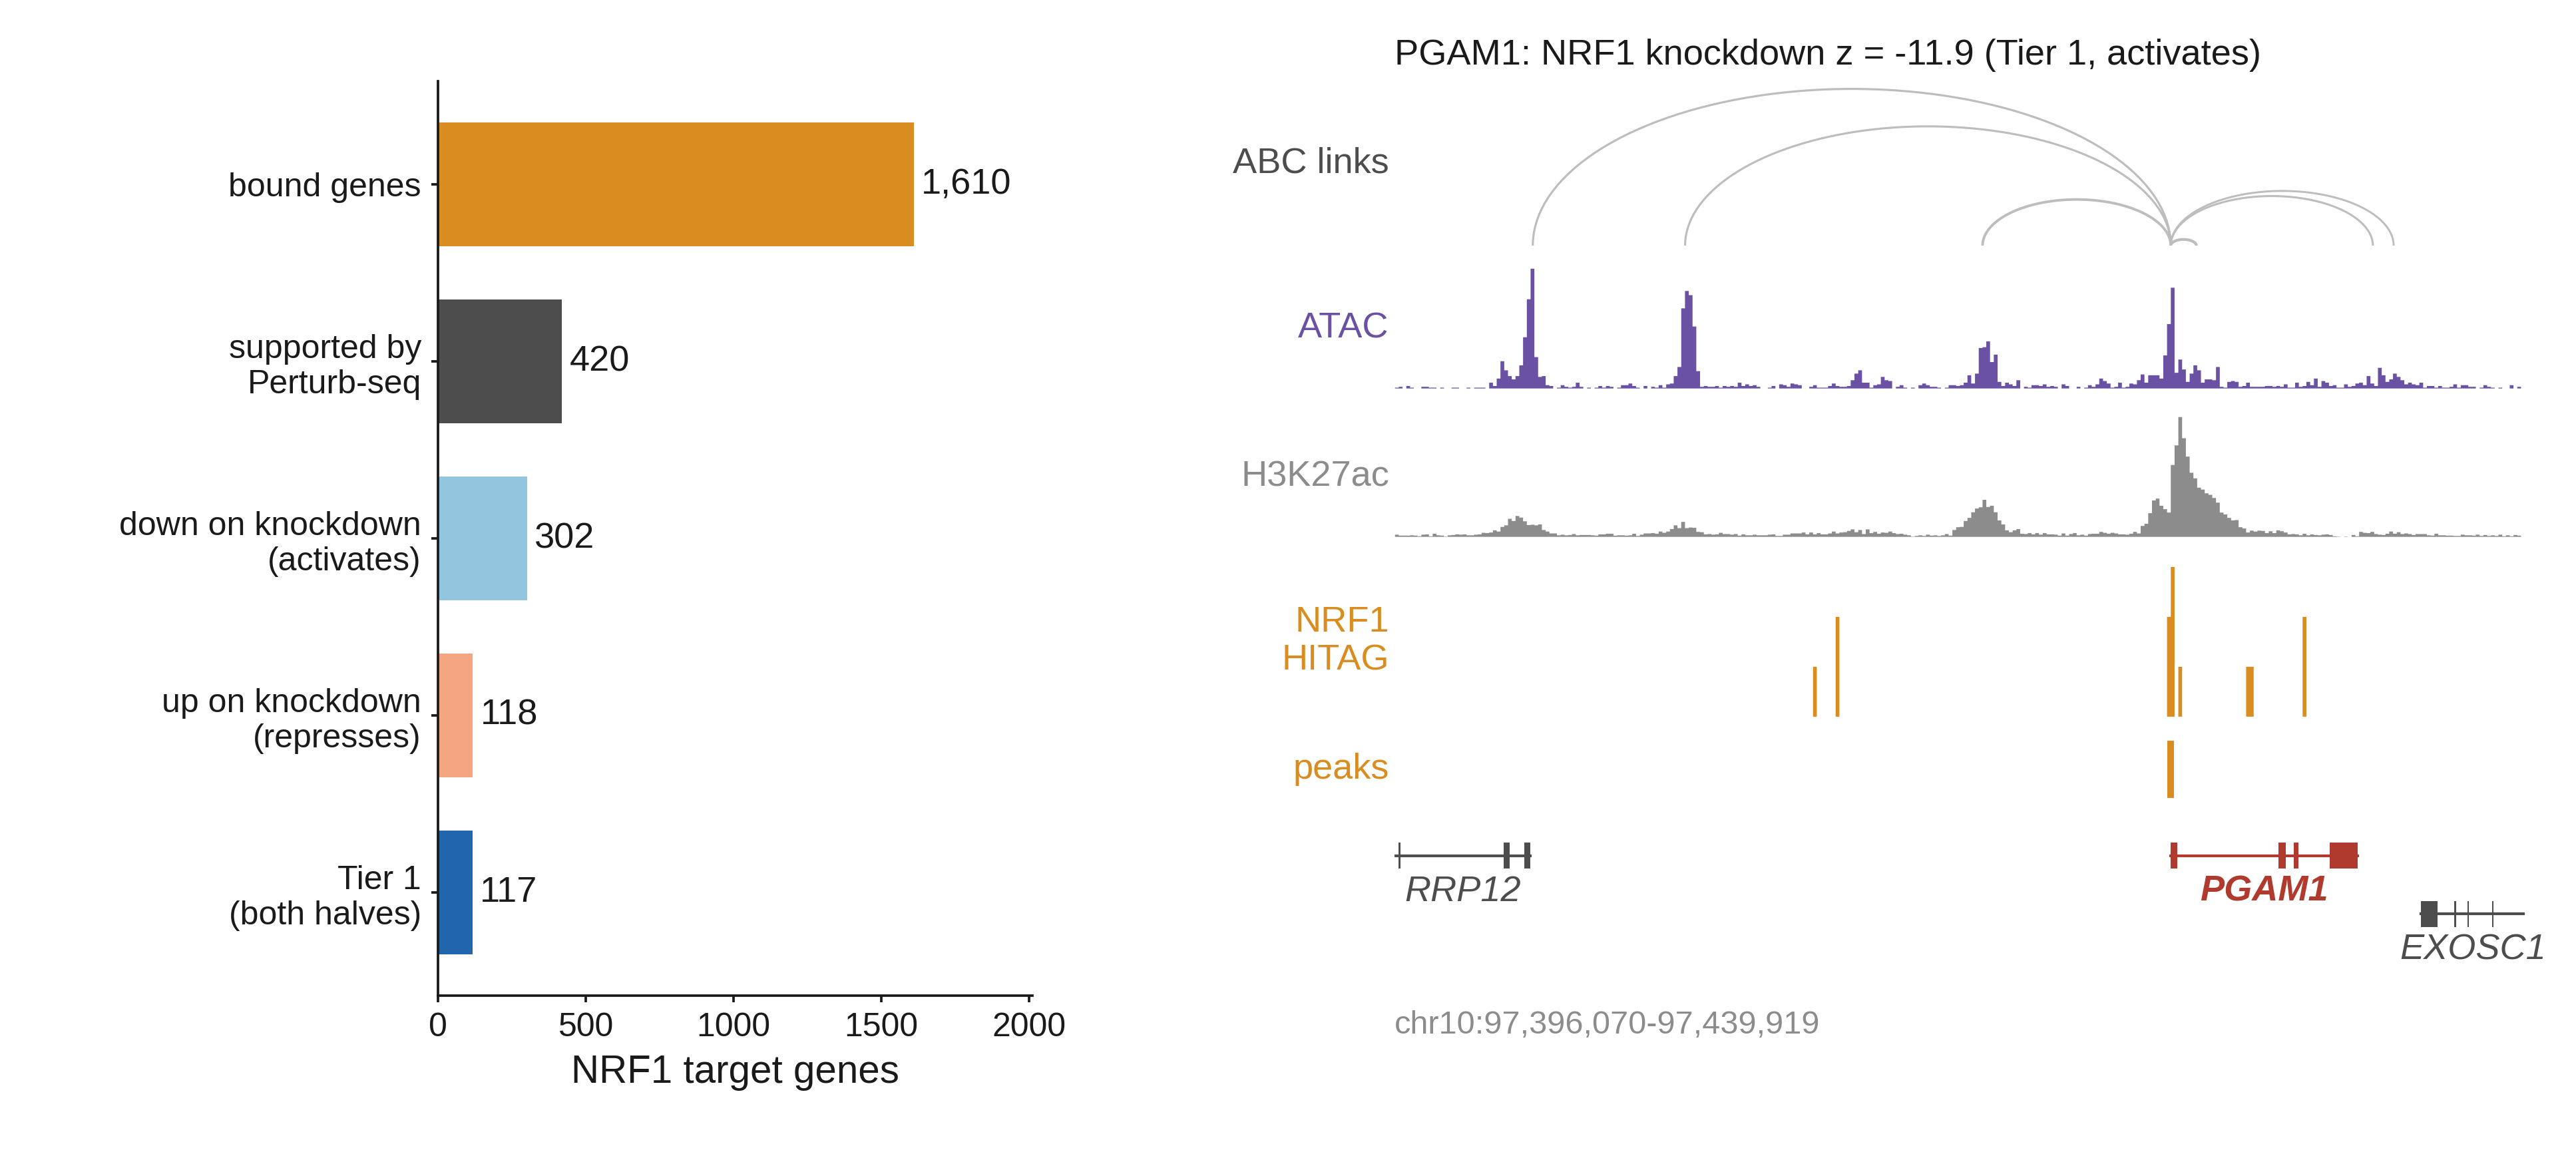 bound genes
1,610
supported by
Perturb-seq
420
down on knockdown
(activates)
302
up on knockdown
(represses)
118
Tier 1
(both halves)
117
0 500 1000 1500 2000
NRF1 target genes
PGAM1: NRF1 knockdown z = -11.9 (Tier 1, activates)
ABC links
ATAC
H3K27ac
NRF1
HITAG
peaks
RRP12
PGAM1
EXOSC1
chr10:97,396,070-97,439,919